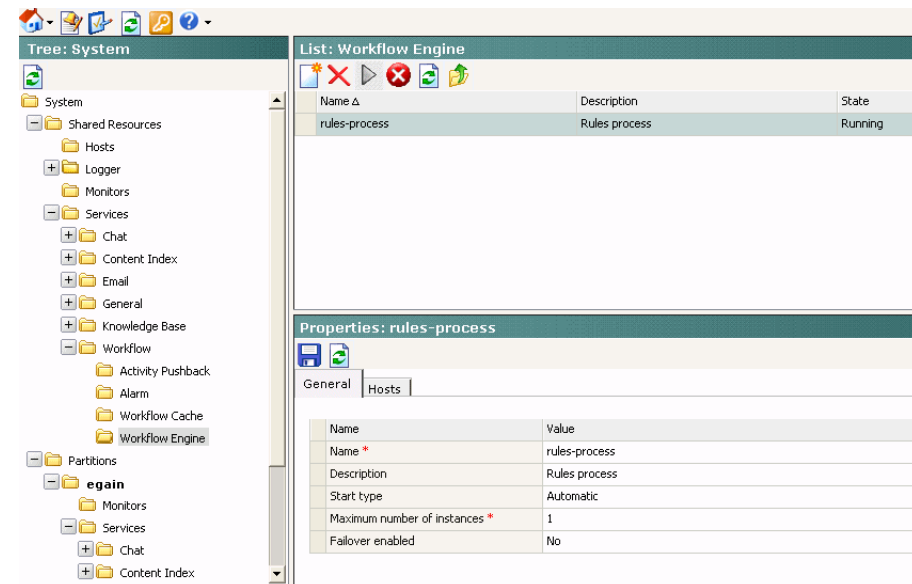 Tree: System
System
Shared Resources
Hosts
Logger
Monitors
Services
Chat
Content Index
Email
General
Knowledge Base
Workflow
Activity Pushback
Alarm
Workflow Cache
Workflow Engine
Partitions
egain
Monitors
Services
Chat
Content Index
List: Workflow Engine
Name Description State
rules-process Rules process Running
Properties: rules-process
General Hosts
Name Value
Name * rules-process
Description Rules process
Start type Automatic
Maximum number of instances * 1
Failover enabled No